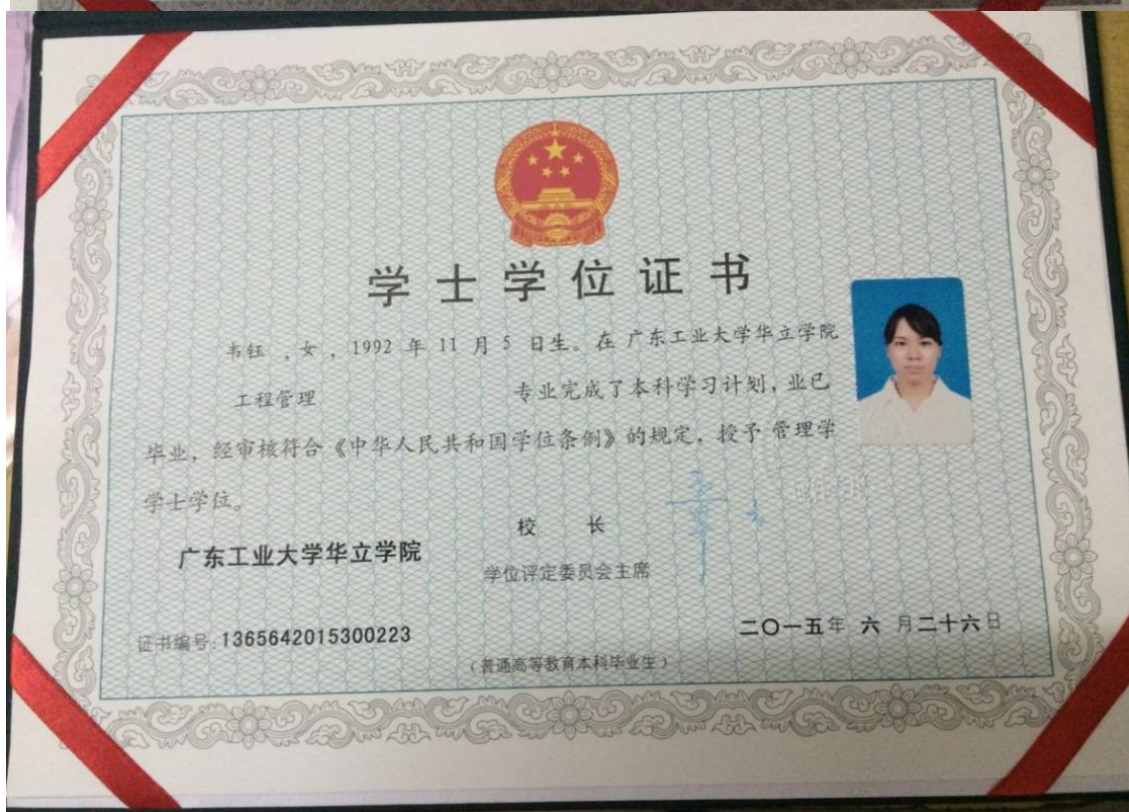 学士学位证书
韦钰 ，女，1992 年 11 月 5 日生。在 广东工业大学华立学院
工程管理 专业完成了本科学习计划，业已
毕业，经审核符合《中华人民共和国学位条例》的规定，授予 管理学
学士学位。
校 长
广东工业大学华立学院
学位评定委员会主席
证书编号:1365642015300223
二〇一五年 六 月二十六日
（普通高等教育本科毕业生）